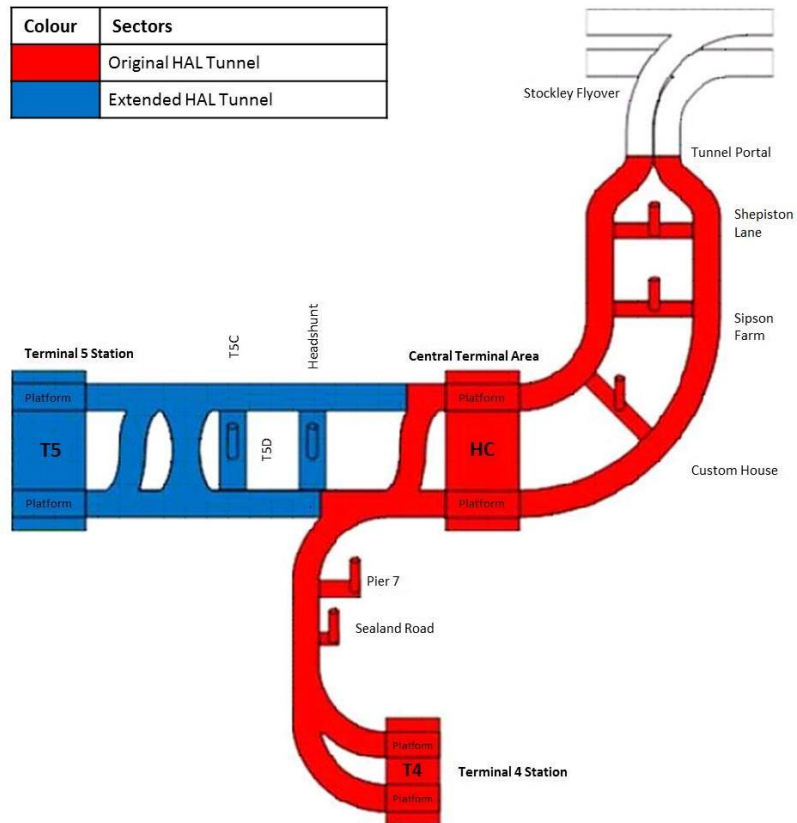 Colour Sectors
Original HAL Tunnel
Extended HAL Tunnel
Stockley Flyover
Tunnel Portal
Shepiston
Lane
Sipson
Farm
T5C
Headshunt
Terminal 5 Station
Central Terminal Area
Platform
Platform
T5
T5D
HC
Custom House
Platform
Platform
Pier 7
Sealand Road
Platform
T4
Terminal 4 Station
Platform